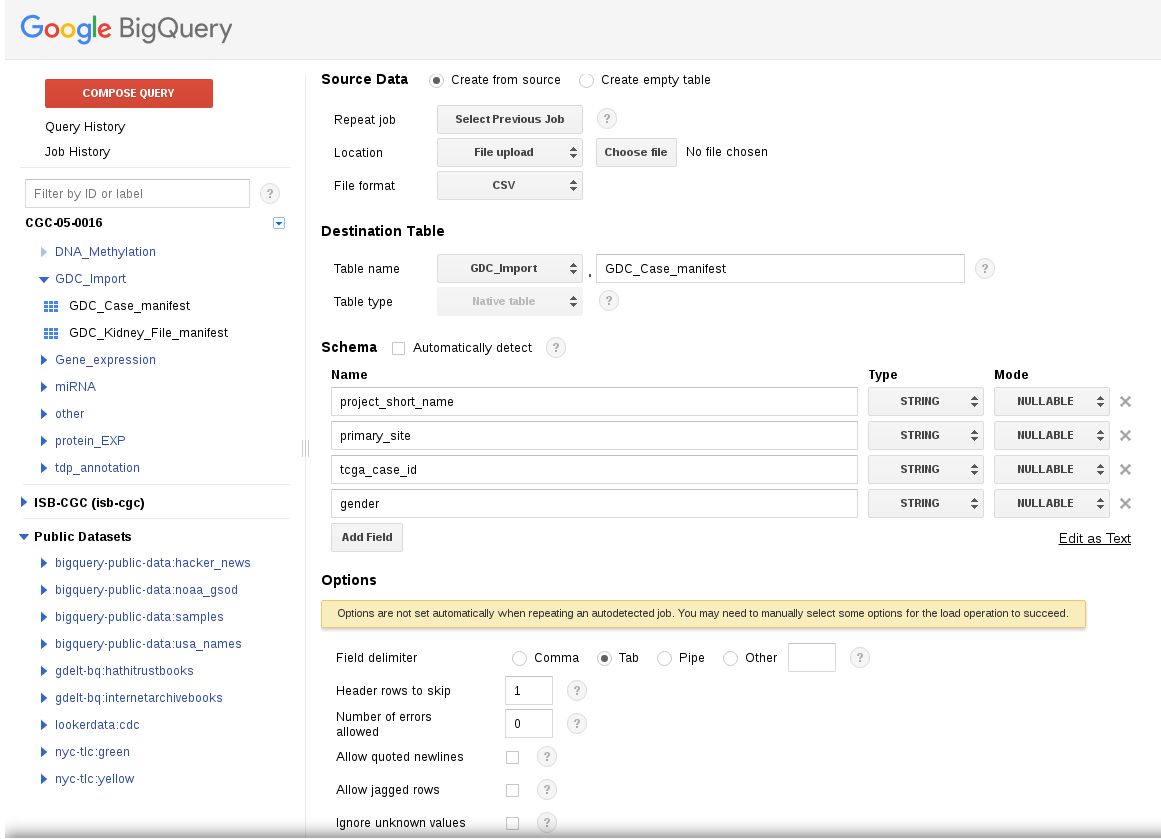 Google BigQuery
COMPOSE QUERY
Query History
Job History
Filter by ID or label ?
CGC-05-0016
DNA_Methylation
GDC_Import
GDC_Case_manifest
GDC_Kidney_File_manifest
Gene_expression
miRNA
other
protein_EXP
tdp_annotation
ISB-CGC (isb-cgc)
Public Datasets
bigquery-public-data:hacker_news
bigquery-public-data:noaa_gsod
bigquery-public-data:samples
bigquery-public-data:usa_names
gdelt-bq:hathitrustbooks
gdelt-bq:internetarchivebooks
lookerdata:cdc
nyc-tlc:green
nyc-tlc:yellow
Source Data Create from source Create empty table
Repeat job Select Previous Job ?
Location File upload Choose file No file chosen
File format CSV
Destination Table
Table name GDC_Import . GDC_Case_manifest ?
Table type Native table ?
Schema Automatically detect ?
Name Type Mode
project_short_name STRING NULLABLE
primary_site STRING NULLABLE
tcga_case_id STRING NULLABLE
gender STRING NULLABLE
Add Field Edit as Text
Options
Options are not set automatically when repeating an autodetected job. You may need to manually select some options for the load operation to succeed.
Field delimiter Comma Tab Pipe Other ?
Header rows to skip 1 ?
Number of errors
allowed 0 ?
Allow quoted newlines ?
Allow jagged rows ?
Ignore unknown values ?